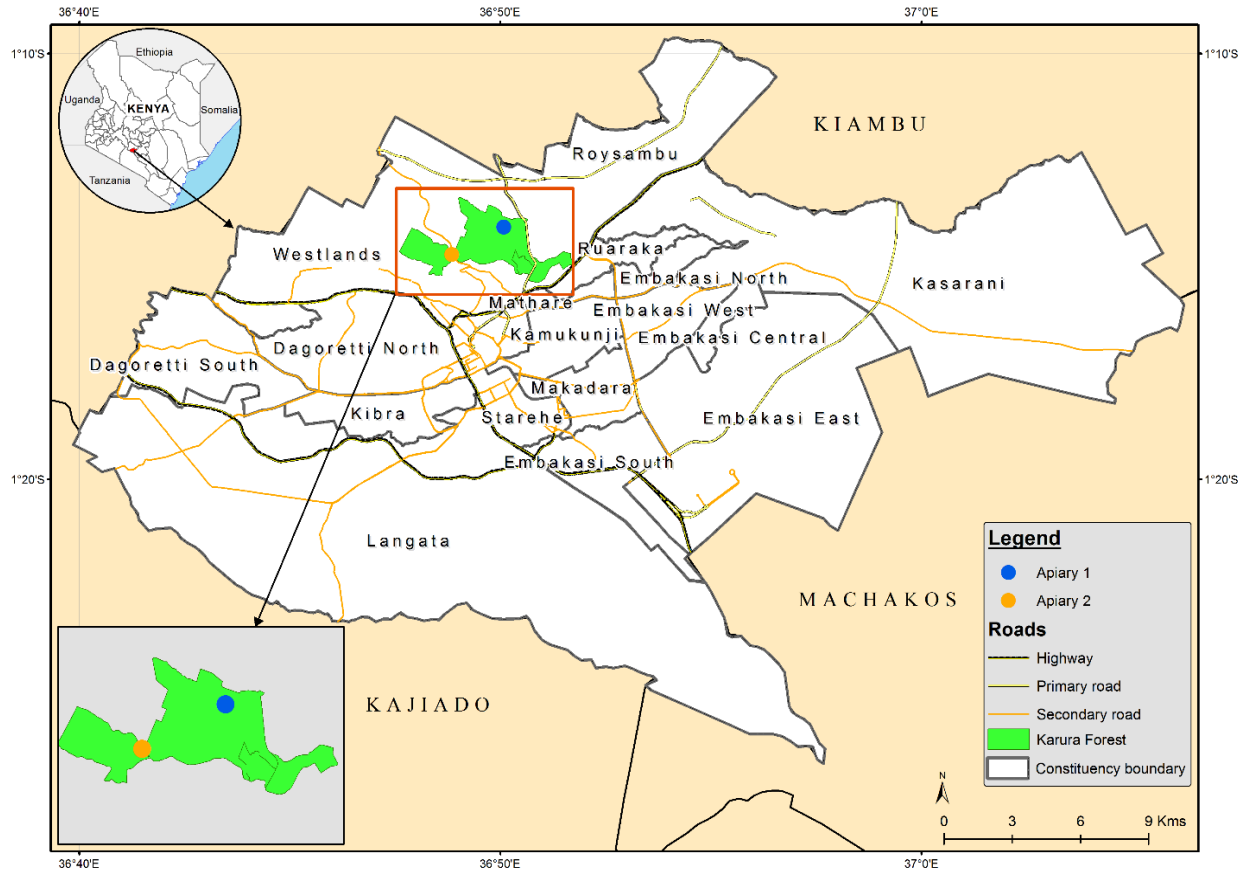 36°40'E
36°50'E
37°0'E
1°10'S
1°10'S
Ethiopia
Uganda
KENYA
Somalia
Tanzania
KIAMBU
Roysambu
Westlands
Ruaraka
Embakasi North
Kasarani
Mathare
Embakasi West
Kamukunji
Embakasi Central
Dagoretti North
Dagoretti South
Makadara
Kibra
Starehe
Embakasi East
Embakasi South
1°20'S
1°20'S
Langata
MACHAKOS
KAJIADO
Legend
Apiary 1
Apiary 2
Roads
Highway
Primary road
Secondary road
Karura Forest
Constituency boundary
N
0 3 6 9 Kms
36°40'E
36°50'E
37°0'E